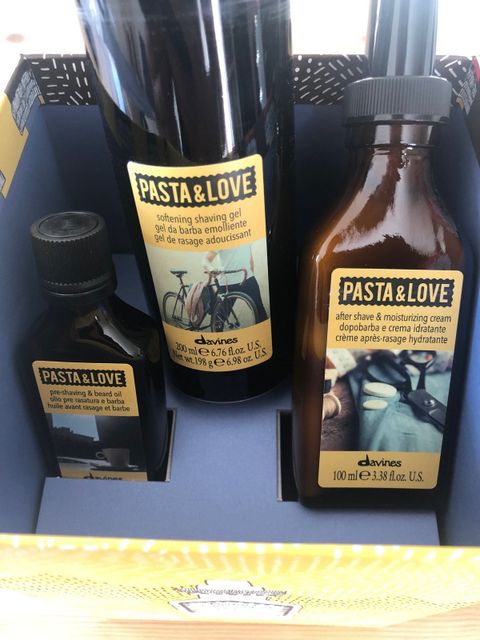 PASTA&LOVE
pre-shaving & beard oil
olio pre rasatura e barba
huile avant rasage et barbe
davines
PASTA&LOVE
softening shaving gel
gel da barba emolliente
gel de rasage adoucissant
davines
200 ml e 6.76 fl.oz. U.S.
Net wt. 198 g e 6.98 oz. U.S.
PASTA&LOVE
after shave & moisturizing cream
dopobarba e crema idratante
crème après-rasage hydratante
davines
100 ml e 3.38 fl.oz. U.S.